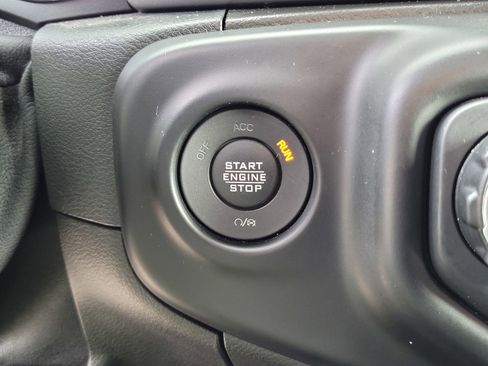 OFF ACC RUN
START
ENGINE
STOP